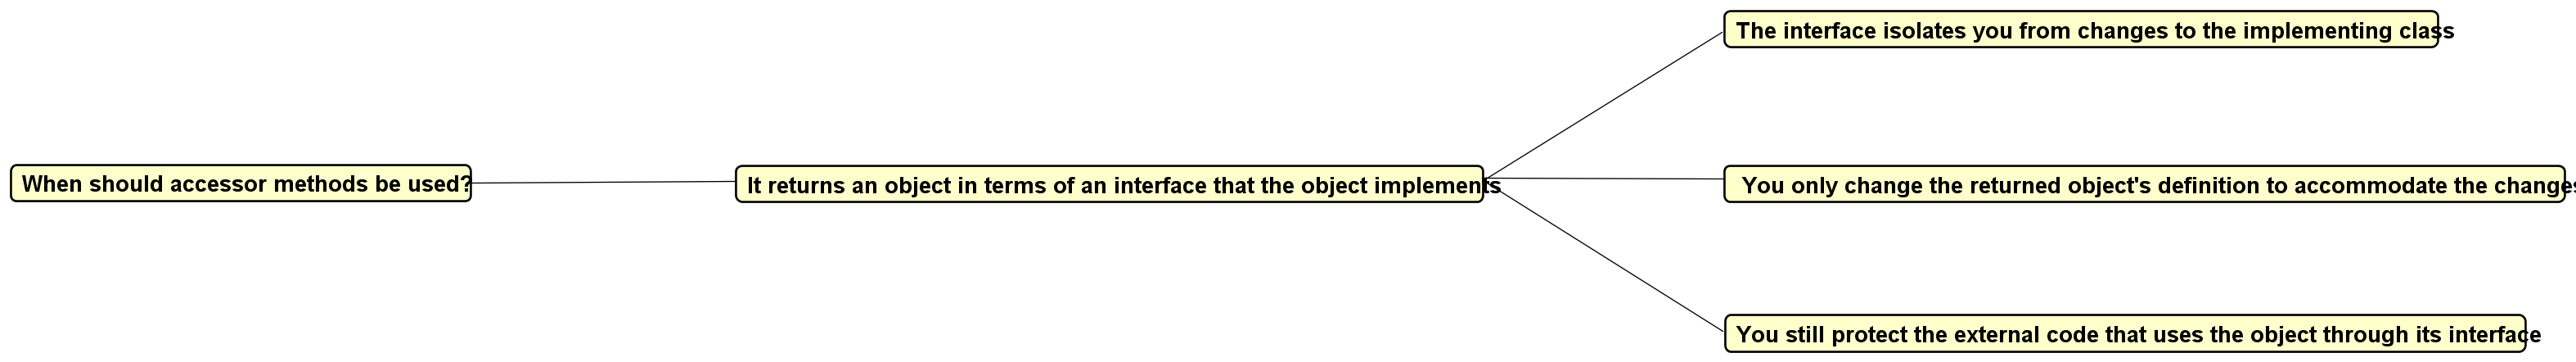 When should accessor methods be used?
It returns an object in terms of an interface that the object implements
The interface isolates you from changes to the implementing class
You only change the returned object's definition to accommodate the changes
You still protect the external code that uses the object through its interface